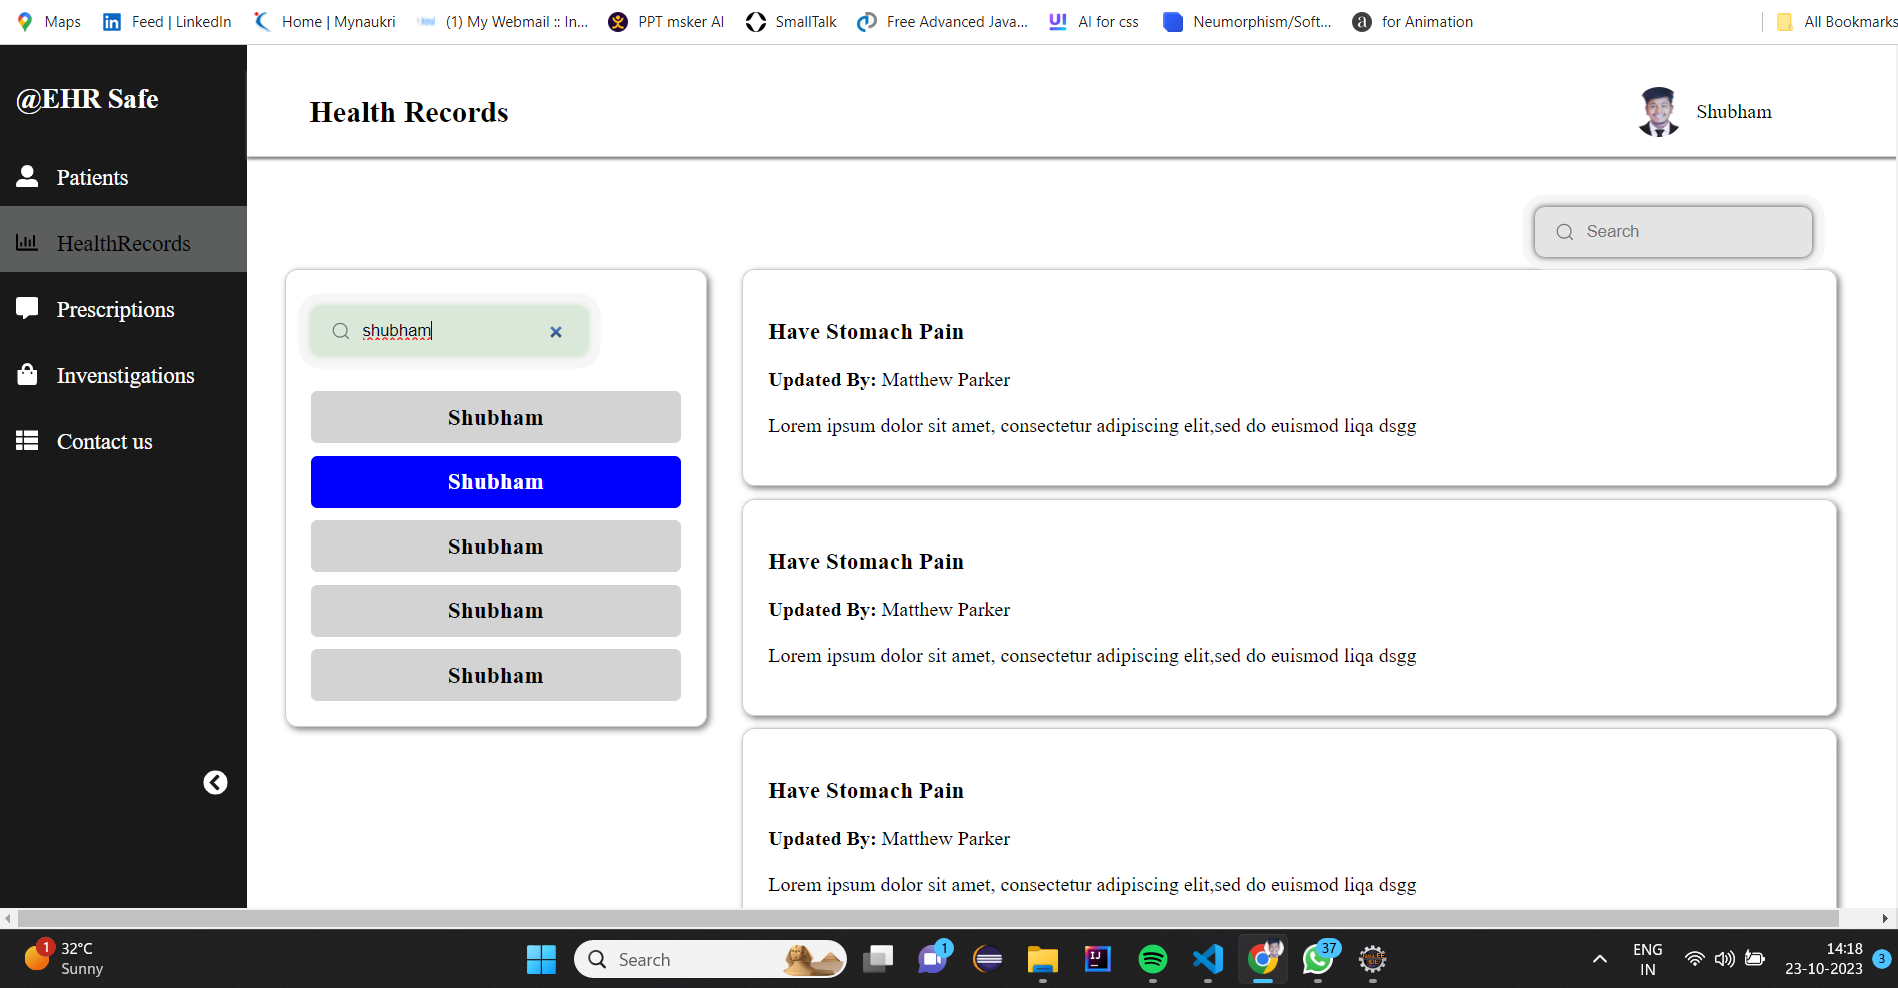 Maps Feed | LinkedIn Home | Mynaukri (1) My Webmail :: In... PPT msker AI SmallTalk Free Advanced Java... UI AI for css Neumorphism/Soft... a for Animation All Bookmarks
@EHR Safe
Patients
HealthRecords
Prescriptions
Invenstigations
Contact us
Health Records
Shubham
Search
shubham
Shubham
Shubham
Shubham
Shubham
Shubham
Have Stomach Pain
Updated By: Matthew Parker
Lorem ipsum dolor sit amet, consectetur adipiscing elit,sed do euismod liqa dsgg
Have Stomach Pain
Updated By: Matthew Parker
Lorem ipsum dolor sit amet, consectetur adipiscing elit,sed do euismod liqa dsgg
Have Stomach Pain
Updated By: Matthew Parker
Lorem ipsum dolor sit amet, consectetur adipiscing elit,sed do euismod liqa dsgg
1 32°C
Sunny
Search
1
IJ
37
ENG
IN
14:18
23-10-2023
3